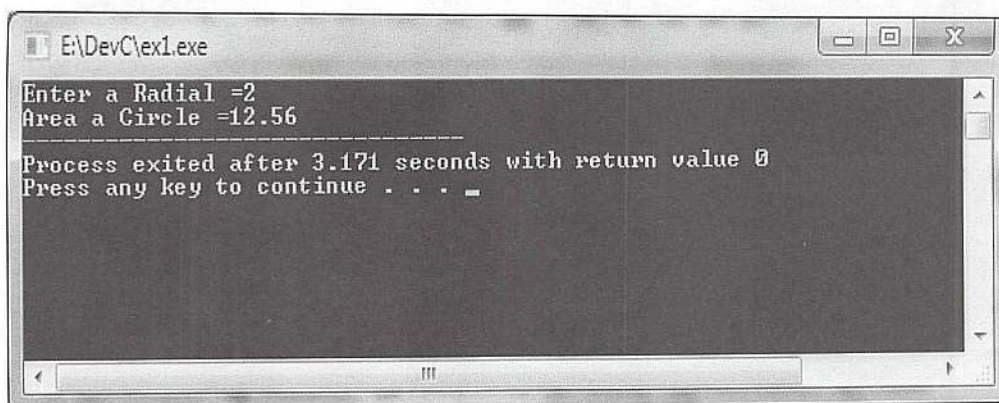 E:\DevC\ex1.exe
Enter a Radial =2
Area a Circle =12.56
--------------------------------
Process exited after 3.171 seconds with return value 0
Press any key to continue . . .